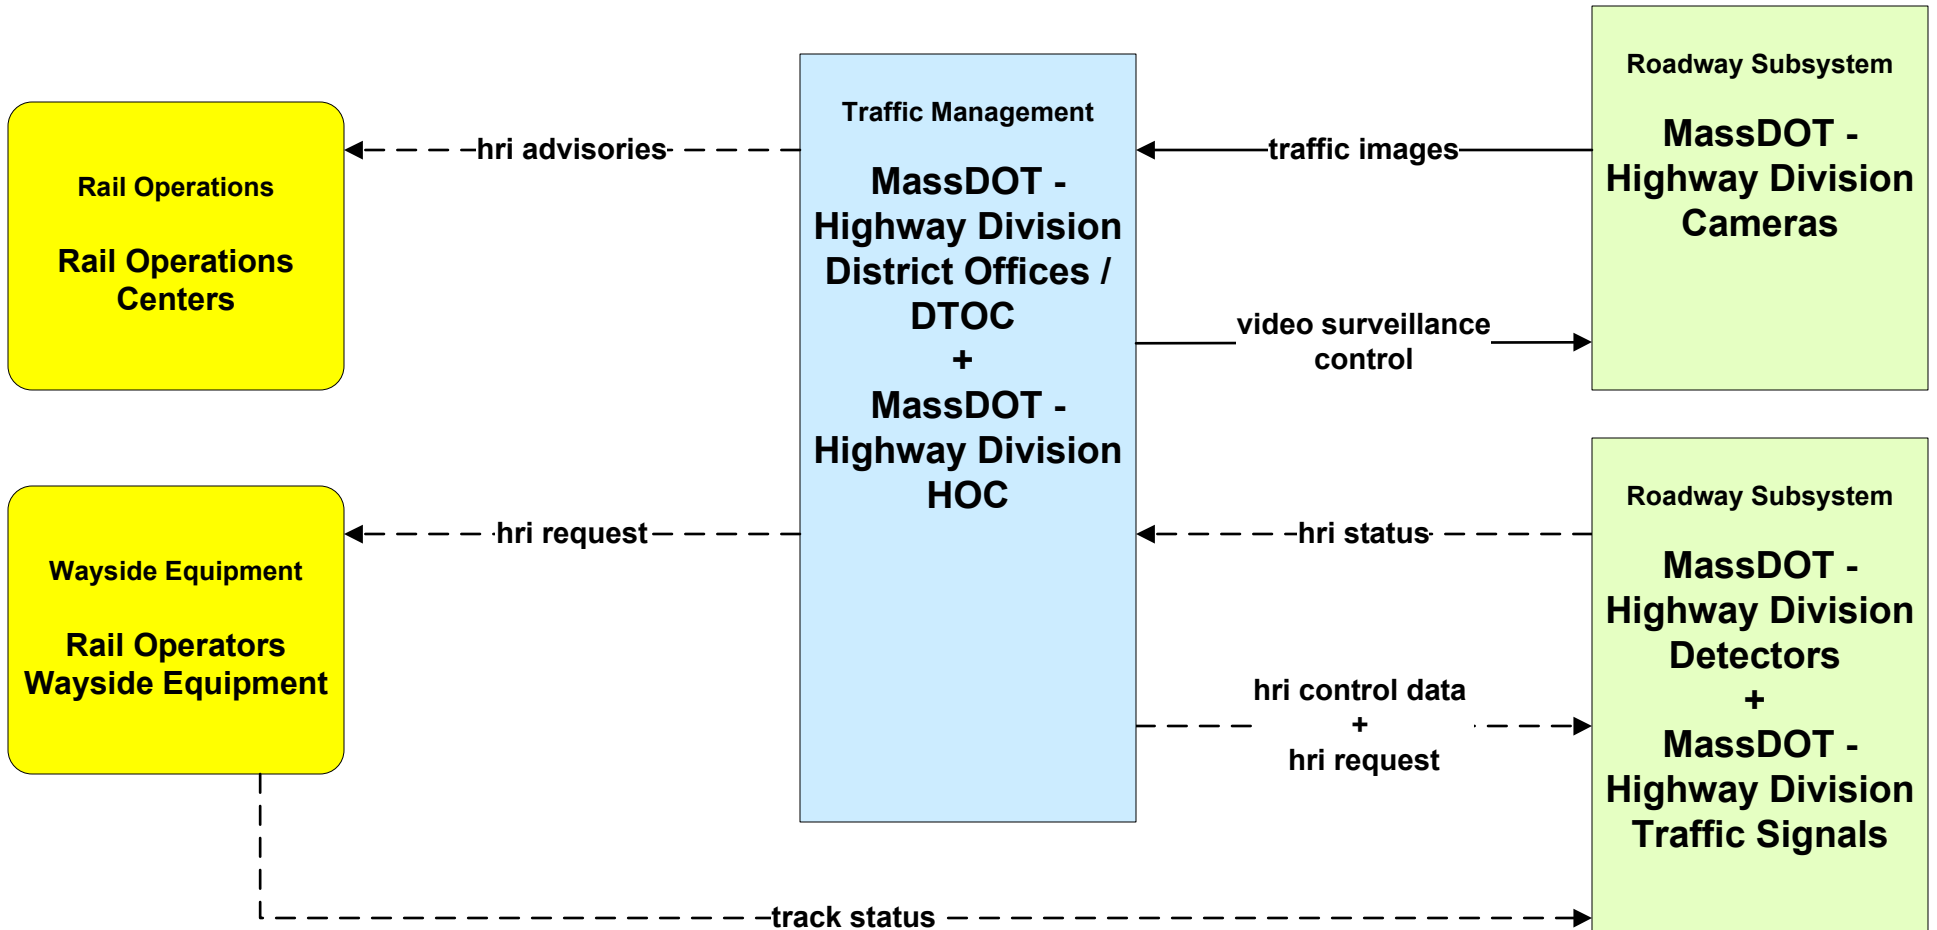 Rail Operations
Rail Operations
Centers
hri advisories
Traffic Management
MassDOT -
Highway Division
District Offices /
DTOC
+
MassDOT -
Highway Division
HOC
traffic images
video surveillance
control
Roadway Subsystem
MassDOT -
Highway Division
Cameras
Wayside Equipment
Rail Operators
Wayside Equipment
hri request
hri status
hri control data
+
hri request
Roadway Subsystem
MassDOT -
Highway Division
Detectors
+
MassDOT -
Highway Division
Traffic Signals
track status